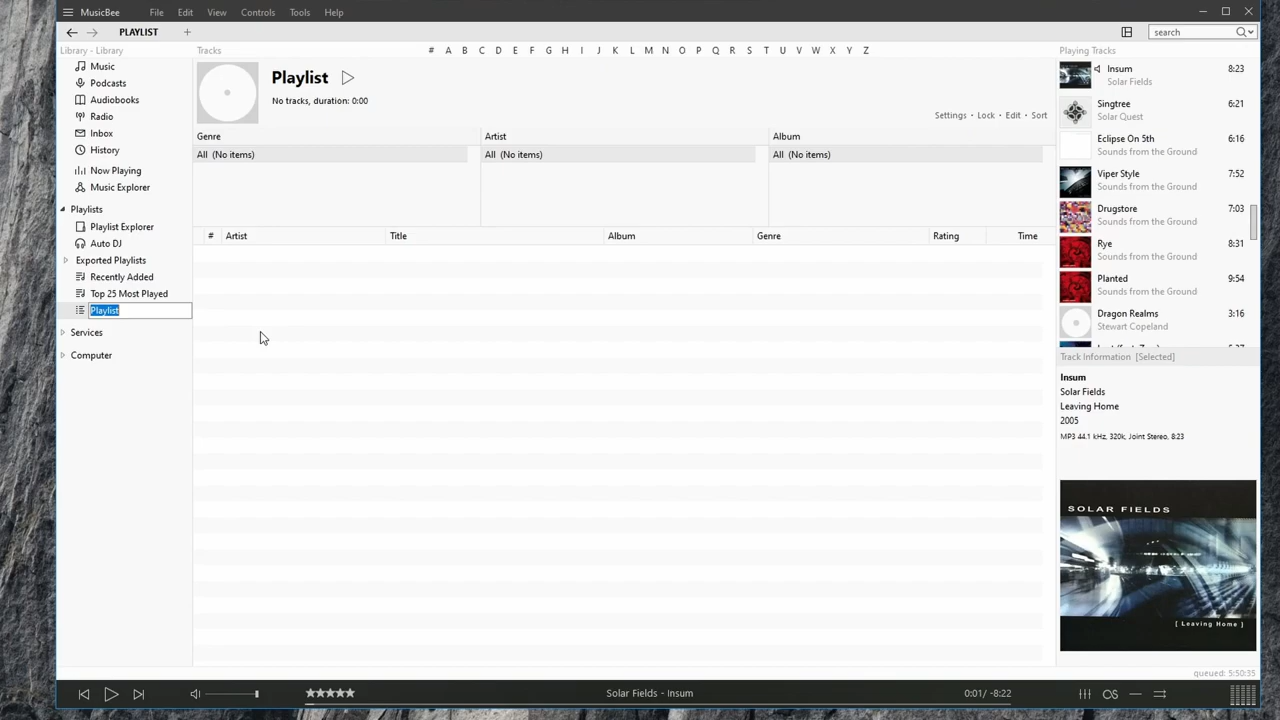 MusicBee File Edit View Controls Tools Help
PLAYLIST + search
Library - Library
Music
Podcasts
Audiobooks
Radio
Inbox
History
Now Playing
Music Explorer
Playlists
Playlist Explorer
Auto DJ
Exported Playlists
Recently Added
Top 25 Most Played
Playlist
Services
Computer
Tracks # A B C D E F G H I J K L M N O P Q R S T U V W X Y Z
Playlist
No tracks, duration: 0:00
Settings • Lock • Edit • Sort
Genre Artist Album
All (No items) All (No items) All (No items)
# Artist Title Album Genre Rating Time
Playing Tracks
Insum 8:23
Solar Fields
Singtree 6:21
Solar Quest
Eclipse On 5th 6:16
Sounds from the Ground
Viper Style 7:52
Sounds from the Ground
Drugstore 7:03
Sounds from the Ground
Rye 8:31
Sounds from the Ground
Planted 9:54
Sounds from the Ground
Dragon Realms 3:16
Stewart Copeland
Track Information [Selected]
Insum
Solar Fields
Leaving Home
2005
MP3 44.1 kHz, 320k, Joint Stereo, 8:23
SOLAR FIELDS
[ Leaving Home ]
queued: 5:50:35
Solar Fields - Insum 0:01/ -8:22